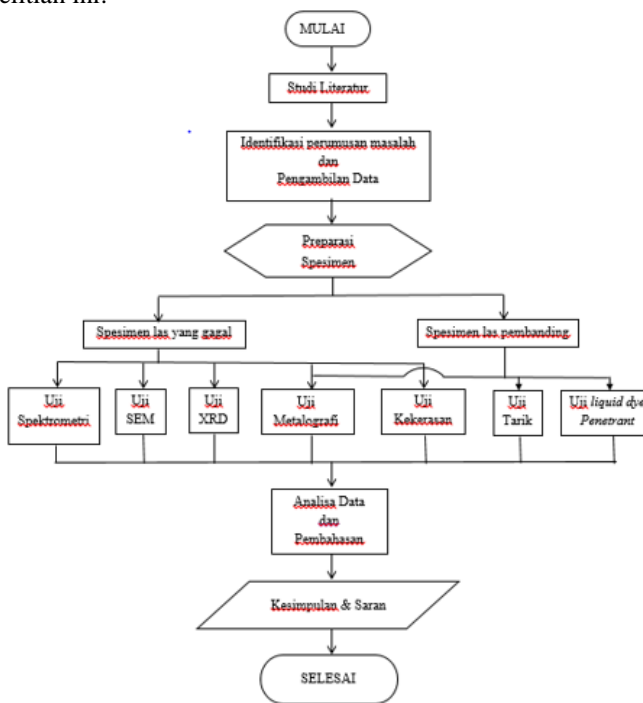 MULAI
Studi Literatur
Identifikasi perumusan masalah
dan
Pengambilan Data
Preparasi
Spesimen
Spesimen las yang gagal
Spesimen las pembanding
Uji
Spektrometri
Uji
SEM
Uji
XRD
Uji
Metalografi
Uji
Kekerasan
Uji
Tarik
Uji liquid dye
Penetrant
Analisa Data
dan
Pembahasan
Kesimpulan & Saran
SELESAI